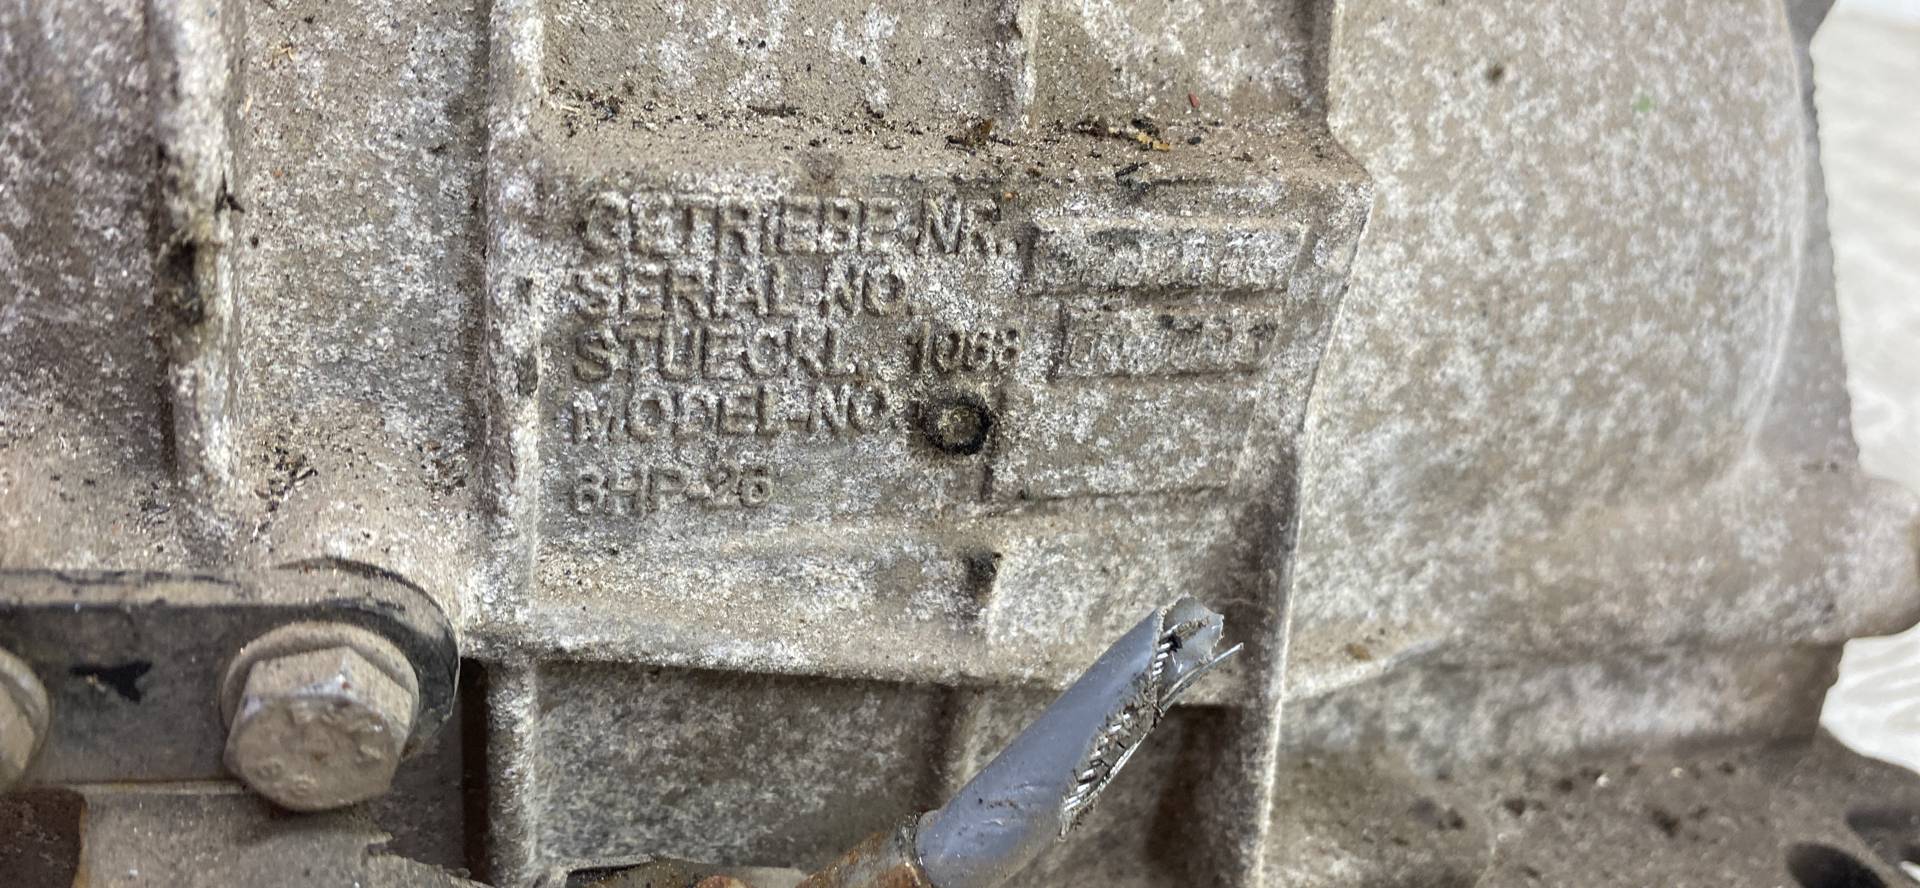 GETRIEBE-NR.
SERIAL-NO.
STUECKL. 1068
MODEL-NO.
6HP-26